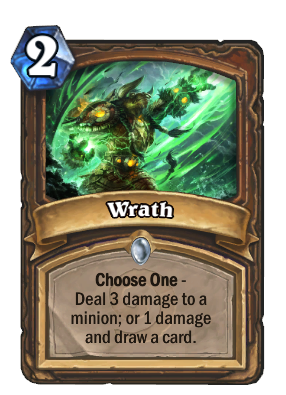 2
Wrath
Choose One -
Deal 3 damage to a
minion; or 1 damage
and draw a card.